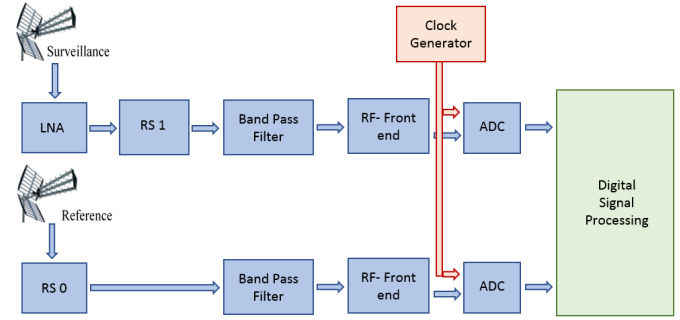 Clock
Generator
Surveillance
LNA
RS 1
Band Pass
Filter
RF- Front
end
ADC
Digital
Signal
Processing
Reference
RS 0
Band Pass
Filter
RF- Front
end
ADC